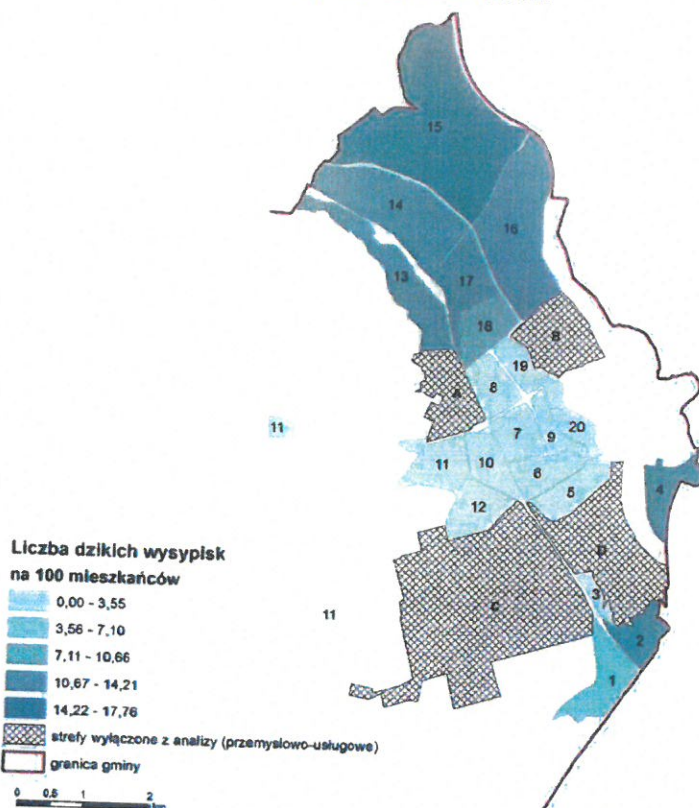 15
14
16
13
17
18
B
19
A
8
11
7
9
20
11
10
6
4
5
12
D
3
C
11
2
1
Liczba dzikich wysypisk
na 100 mieszkańców
0,00 - 3,55
3,56 - 7,10
7,11 - 10,66
10,67 - 14,21
14,22 - 17,76
strefy wyłączone z analizy (przemysłowo-usługowe)
granica gminy
0 0,5 1 2
km